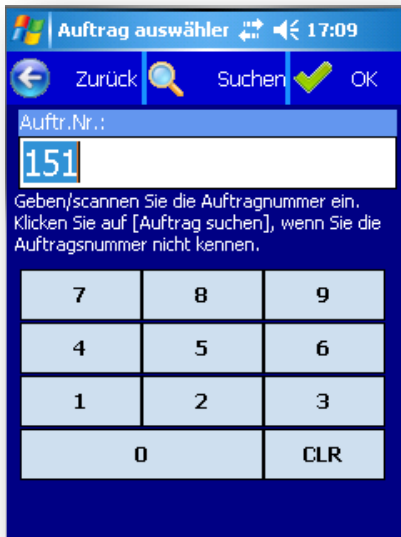 Auftrag auswähler 17:09
Zurück Suchen OK
Auftr.Nr.:
151
Geben/scannen Sie die Auftragnummer ein.
Klicken Sie auf [Auftrag suchen], wenn Sie die
Auftragsnummer nicht kennen.
7 8 9
4 5 6
1 2 3
0 CLR